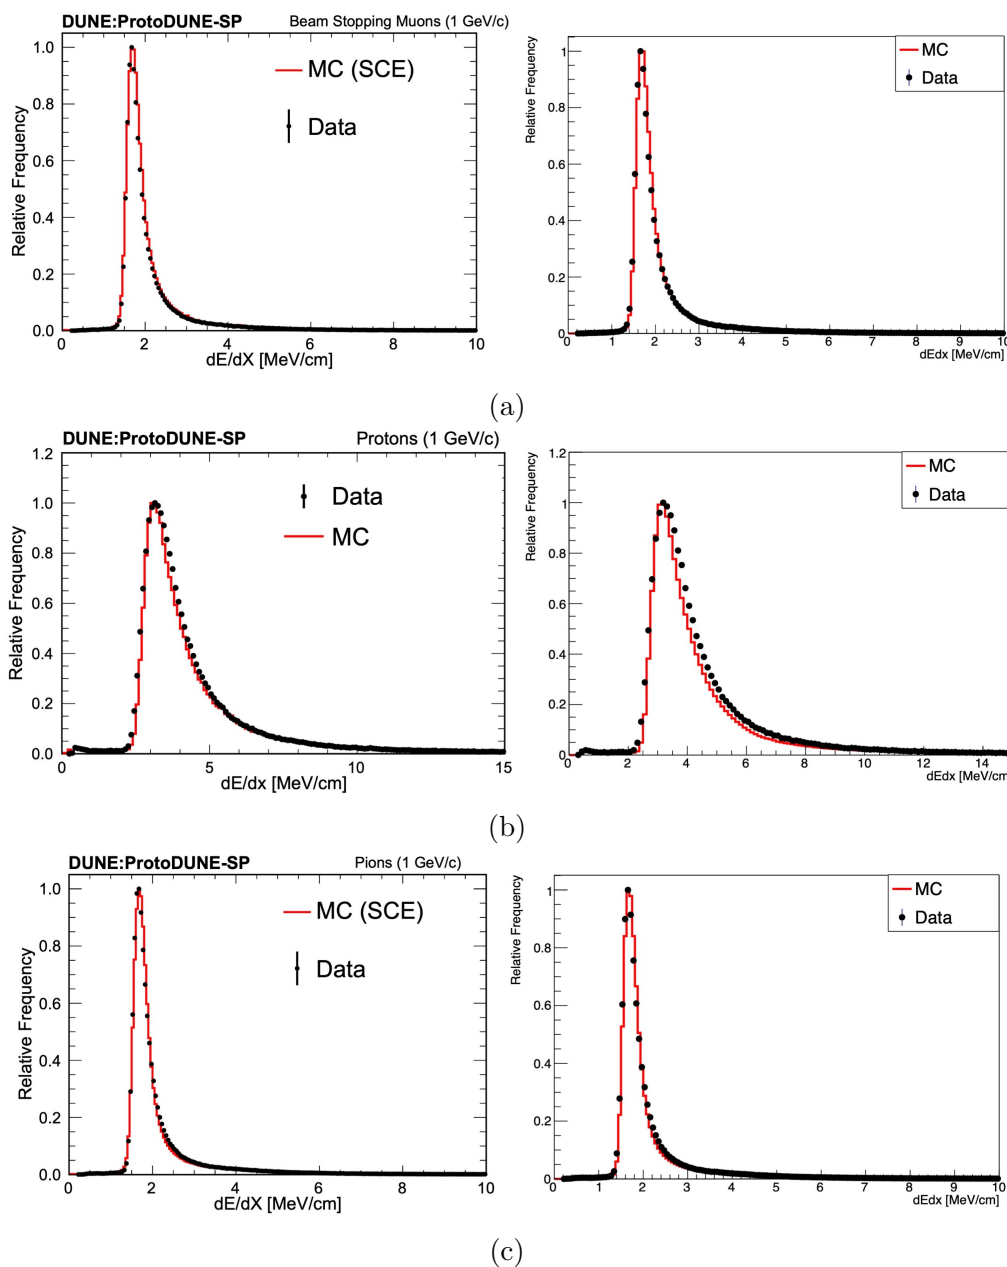 DUNE:ProtoDUNE-SP Beam Stopping Muons (1 GeV/c)
Relative Frequency
1.0
0.8
0.6
0.4
0.2
0.0
MC (SCE)
Data
0 2 4 6 8 10
dE/dX [MeV/cm]
Relative Frequency
1
0.8
0.6
0.4
0.2
0
MC
Data
0 1 2 3 4 5 6 7 8 9 10
dEdx [MeV/cm]
(a)
DUNE:ProtoDUNE-SP Protons (1 GeV/c)
Relative Frequency
1.2
1.0
0.8
0.6
0.4
0.2
0.0
Data
MC
0 5 10 15
dE/dx [MeV/cm]
Relative Frequency
1.2
1
0.8
0.6
0.4
0.2
0
MC
Data
0 2 4 6 8 10 12 14
dEdx [MeV/cm]
(b)
DUNE:ProtoDUNE-SP Pions (1 GeV/c)
Relative Frequency
1.0
0.8
0.6
0.4
0.2
0.0
MC (SCE)
Data
0 2 4 6 8 10
dE/dX [MeV/cm]
Relative Frequency
1
0.8
0.6
0.4
0.2
0
MC
Data
0 1 2 3 4 5 6 7 8 9 10
dEdx [MeV/cm]
(c)